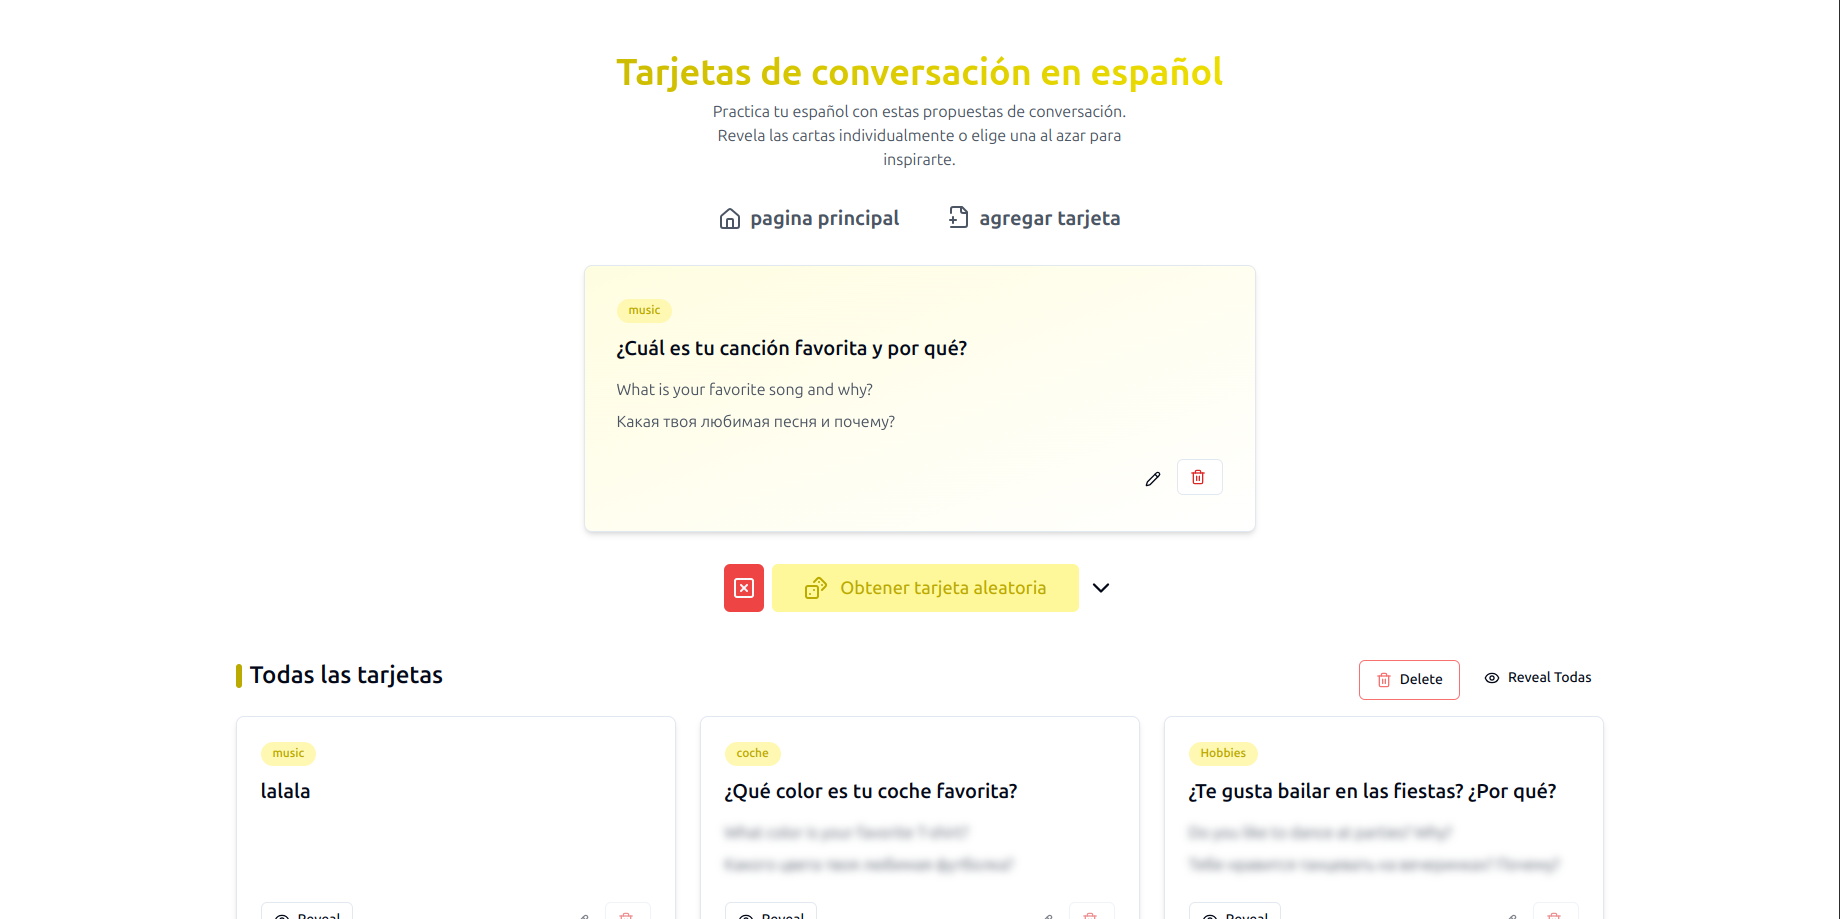 Tarjetas de conversación en español
Practica tu español con estas propuestas de conversación.
Revela las cartas individualmente o elige una al azar para
inspirarte.
pagina principal
agregar tarjeta
music
¿Cuál es tu canción favorita y por qué?
What is your favorite song and why?
Какая твоя любимая песня и почему?
Obtener tarjeta aleatoria
Todas las tarjetas
Delete
Reveal Todas
music
lalala
Reveal
coche
¿Qué color es tu coche favorita?
Reveal
Hobbies
¿Te gusta bailar en las fiestas? ¿Por qué?
Reveal